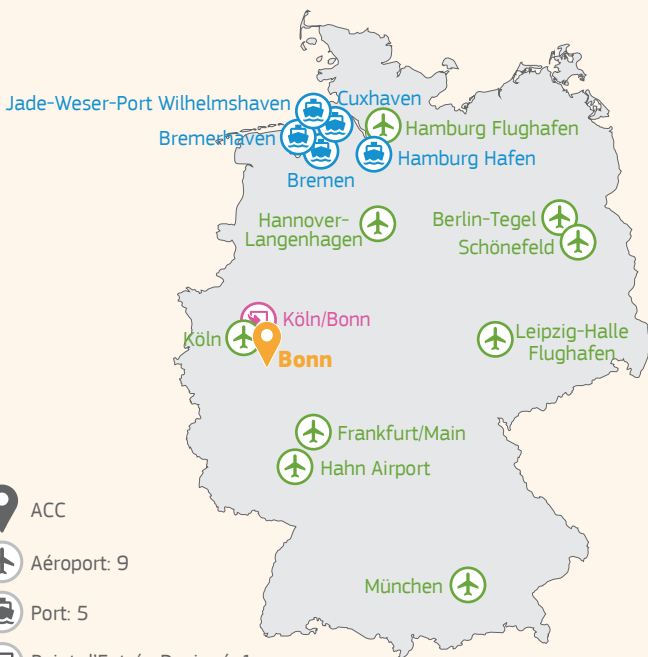 Jade-Weser-Port Wilhelmshaven
Cuxhaven
Bremerhaven
Hamburg Flughafen
Bremen
Hamburg Hafen
Hannover-
Langenhagen
Berlin-Tegel
Schönefeld
Köln/Bonn
Köln
Bonn
Leipzig-Halle
Flughafen
Frankfurt/Main
Hahn Airport
München
ACC
Aéroport: 9
Port: 5